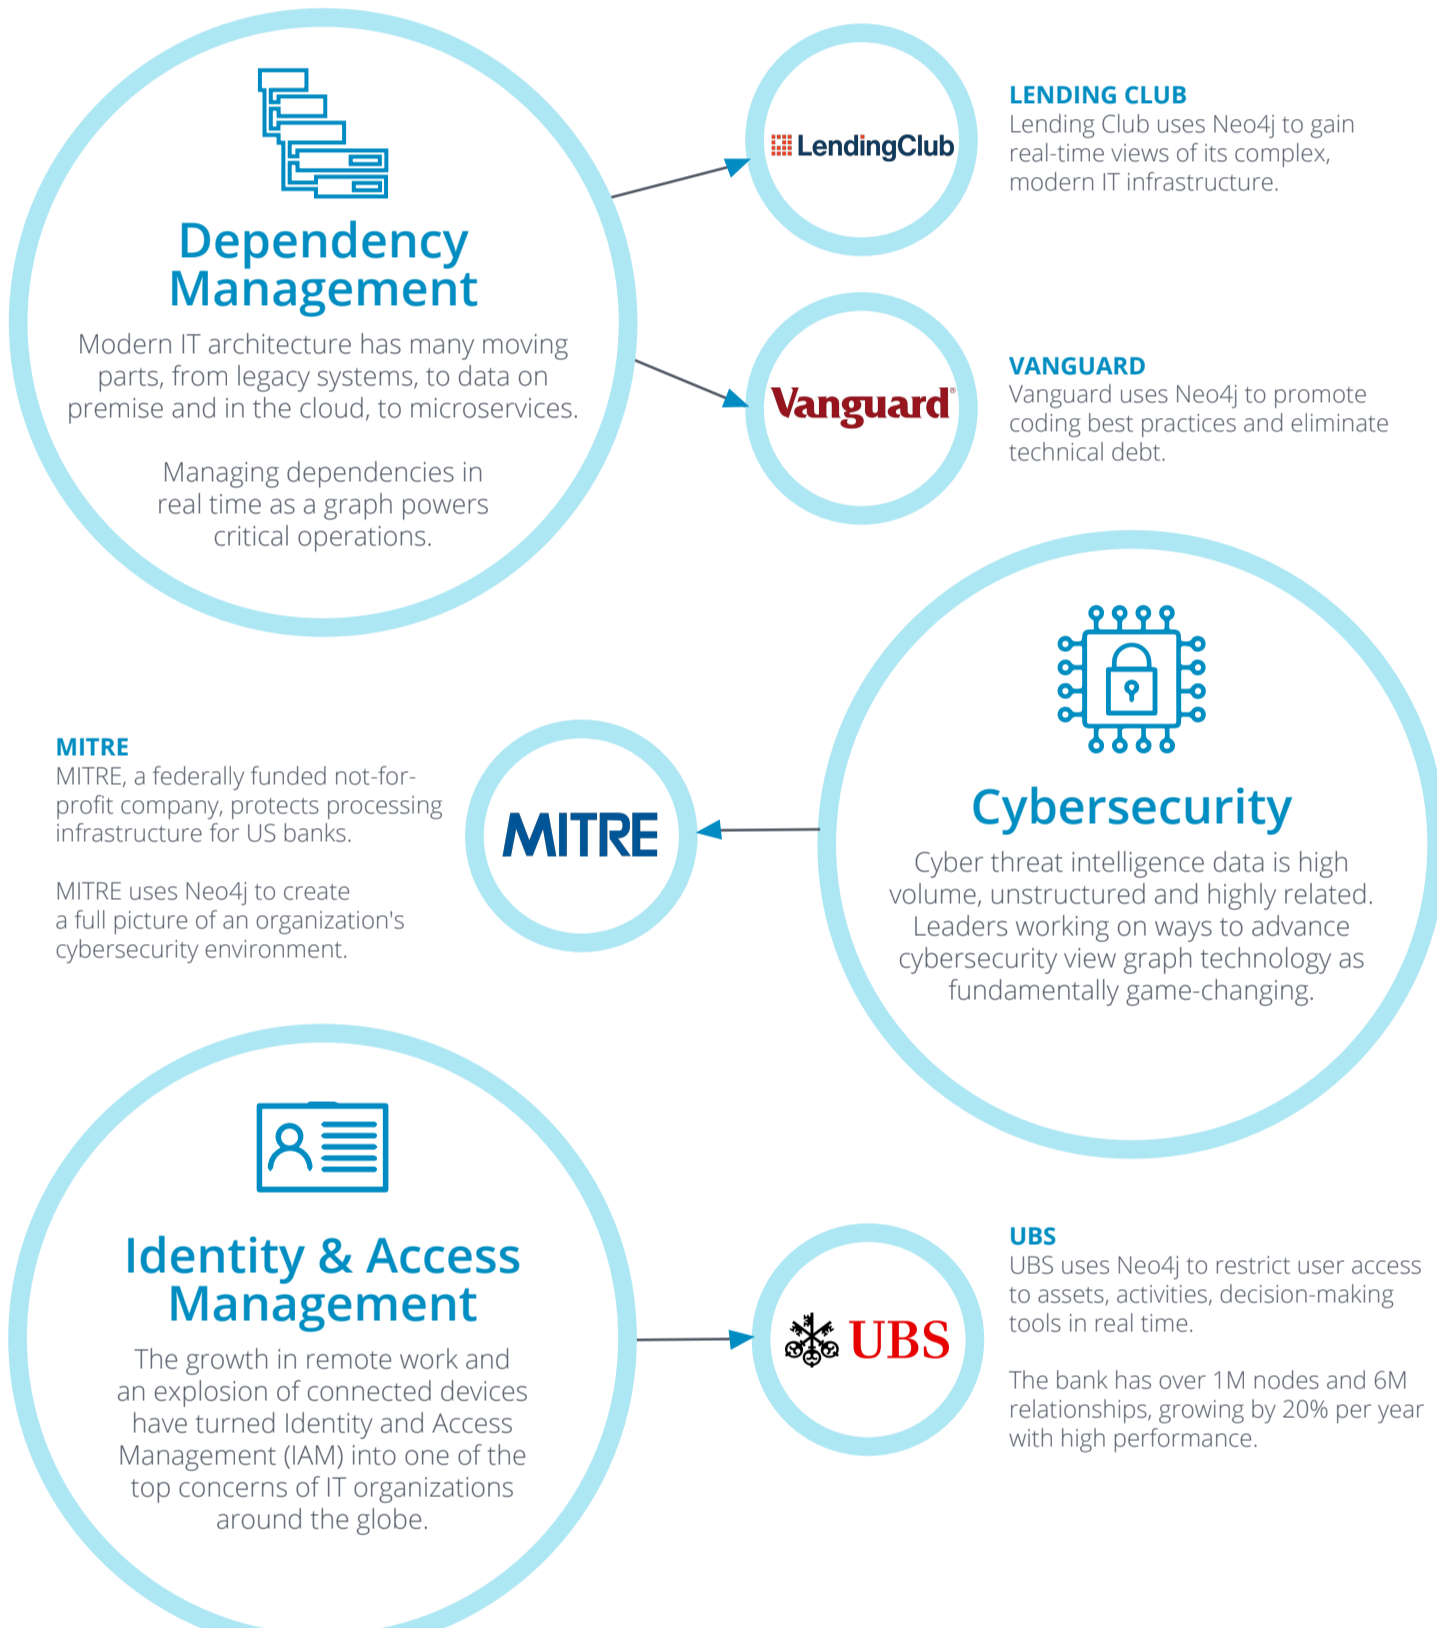 Dependency
Management
Modern IT architecture has many moving
parts, from legacy systems, to data on
premise and in the cloud, to microservices.
Managing dependencies in
real time as a graph powers
critical operations.
LendingClub
LENDING CLUB
Lending Club uses Neo4j to gain
real-time views of its complex,
modern IT infrastructure.
Vanguard®
VANGUARD
Vanguard uses Neo4j to promote
coding best practices and eliminate
technical debt.
Cybersecurity
Cyber threat intelligence data is high
volume, unstructured and highly related.
Leaders working on ways to advance
cybersecurity view graph technology as
fundamentally game-changing.
MITRE
MITRE
MITRE, a federally funded not-for-
profit company, protects processing
infrastructure for US banks.
MITRE uses Neo4j to create
a full picture of an organization's
cybersecurity environment.
Identity & Access
Management
The growth in remote work and
an explosion of connected devices
have turned Identity and Access
Management (IAM) into one of the
top concerns of IT organizations
around the globe.
UBS
UBS
UBS uses Neo4j to restrict user access
to assets, activities, decision-making
tools in real time.
The bank has over 1M nodes and 6M
relationships, growing by 20% per year
with high performance.